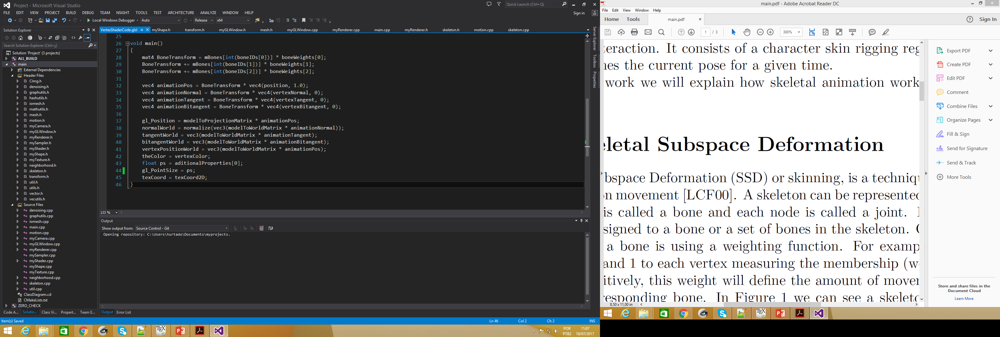 Project - Microsoft Visual Studio
Quick Launch (Ctrl+Q)
FILE EDIT VIEW PROJECT BUILD DEBUG TEAM NSIGHT TOOLS TEST ARCHITECTURE ANALYZE WINDOW HELP
Sign in
Local Windows Debugger Auto Release x64
Solution Explorer
Search Solution Explorer (Ctrl+ç)
Solution 'Project' (3 projects)
ALL_BUILD
main
External Dependencies
Header Files
CImg.h
denoising.h
graphutils.h
hashutils.h
iomesh.h
mathutils.h
mesh.h
motion.h
myCamera.h
myGLWindow.h
myRenderer.h
mySampler.h
myShader.h
myShape.h
myTexture.h
neighborhood.h
skeleton.h
transform.h
util.h
utils.h
vector.h
vecutils.h
Source Files
denoising.cpp
graphutils.cpp
iomesh.cpp
main.cpp
motion.cpp
myCamera.cpp
myGLWindow.cpp
myRenderer.cpp
mySampler.cpp
myShader.cpp
myShape.cpp
myTexture.cpp
neighborhood.cpp
skeleton.cpp
util.cpp
ClassDiagram.cd
CMakeLists.txt
ZERO_CHECK
Code A... Solutio... Class Vi... Propert... Team E...
VertexShaderCode.glsl myShape.h transform.h myGLWindow.h mesh.h myGLWindow.cpp myRenderer.cpp main.cpp myRenderer.h skeleton.h motion.cpp skeleton.cpp
25
26 void main()
27 {
28 mat4 BoneTransform = mBones[int(boneIDs[0])] * boneWeights[0];
29 BoneTransform += mBones[int(boneIDs[1])] * boneWeights[1];
30 BoneTransform += mBones[int(boneIDs[2])] * boneWeights[2];
31
32 vec4 animationPos = BoneTransform * vec4(position, 1.0);
33 vec4 animationNormal = BoneTransform * vec4(vertexNormal, 0);
34 vec4 animationTangent = BoneTransform * vec4(vertexTangent, 0);
35 vec4 animationBitangent = BoneTransform * vec4(vertexBitangent, 0);
36
37 gl_Position = modelToProjectionMatrix * animationPos;
38 normalWorld = normalize(vec3(modelToWorldMatrix * animationNormal));
39 tangentWorld = vec3(modelToWorldMatrix * animationTangent);
40 bitangentWorld = vec3(modelToWorldMatrix * animationBitangent);
41 vertexPositionWorld = vec3(modelToWorldMatrix * animationPos);
42 theColor = vertexColor;
43 float ps = aditionalProperties[0];
44 gl_PointSize = ps;
45 texCoord = texCoord2D;
46 }
133 %
Output
Show output from: Source Control - Git
Opening repository: C:\Users\hurtado\Documents\myprojects.
Output Error List
Server Explorer
Toolbox
Properties
Item(s) Saved
Ln 46 Col 2 Ch 2 INS
POR
PTB2
11:07
10/07/2017
main.pdf - Adobe Acrobat Reader DC
File Edit View Window Help
Home Tools main.pdf Sign In
1 / 3 300%
teraction. It consists of a character skin rigging reg
nes the current pose for a given time.
work we will explain how skeletal animation work
eletal Subspace Deformation
bspace Deformation (SSD) or skinning, is a techniqu
on movement [LCF00]. A skeleton can be represented
is called a bone and each node is called a joint.
signed to a bone or a set of bones in the skeleton.
a bone is using a weighting function. For examp
and 1 to each vertex measuring the membership (we
itively, this weight will define the amount of mover
responding bone. In Figure 1 we can see a skeleto
8,50 x 11,00 in
Export PDF
Create PDF
Edit PDF
Comment
Combine Files
Organize Pages
Fill & Sign
Send for Signature
Send & Track
More Tools
Store and share files in the
Document Cloud
Learn More